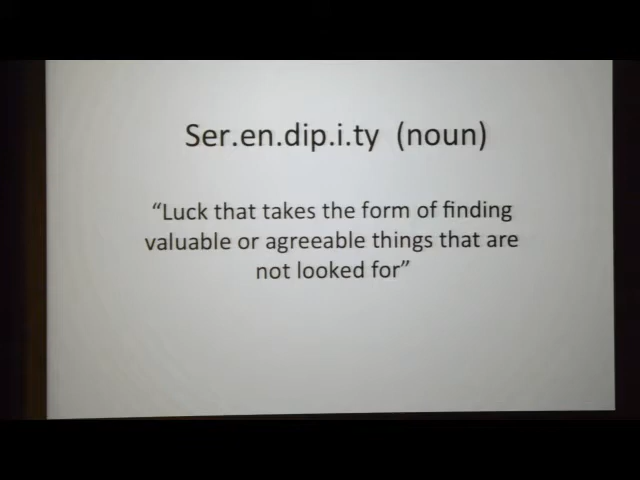 Ser.en.dip.i.ty (noun)
“Luck that takes the form of finding
valuable or agreeable things that are
not looked for”